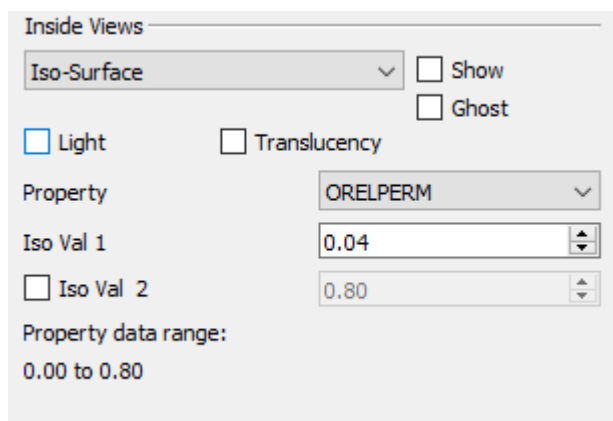 Inside Views
Iso-Surface Show
Ghost
Light Translucency
Property ORELPERM
Iso Val 1 0.04
Iso Val 2 0.80
Property data range:
0.00 to 0.80